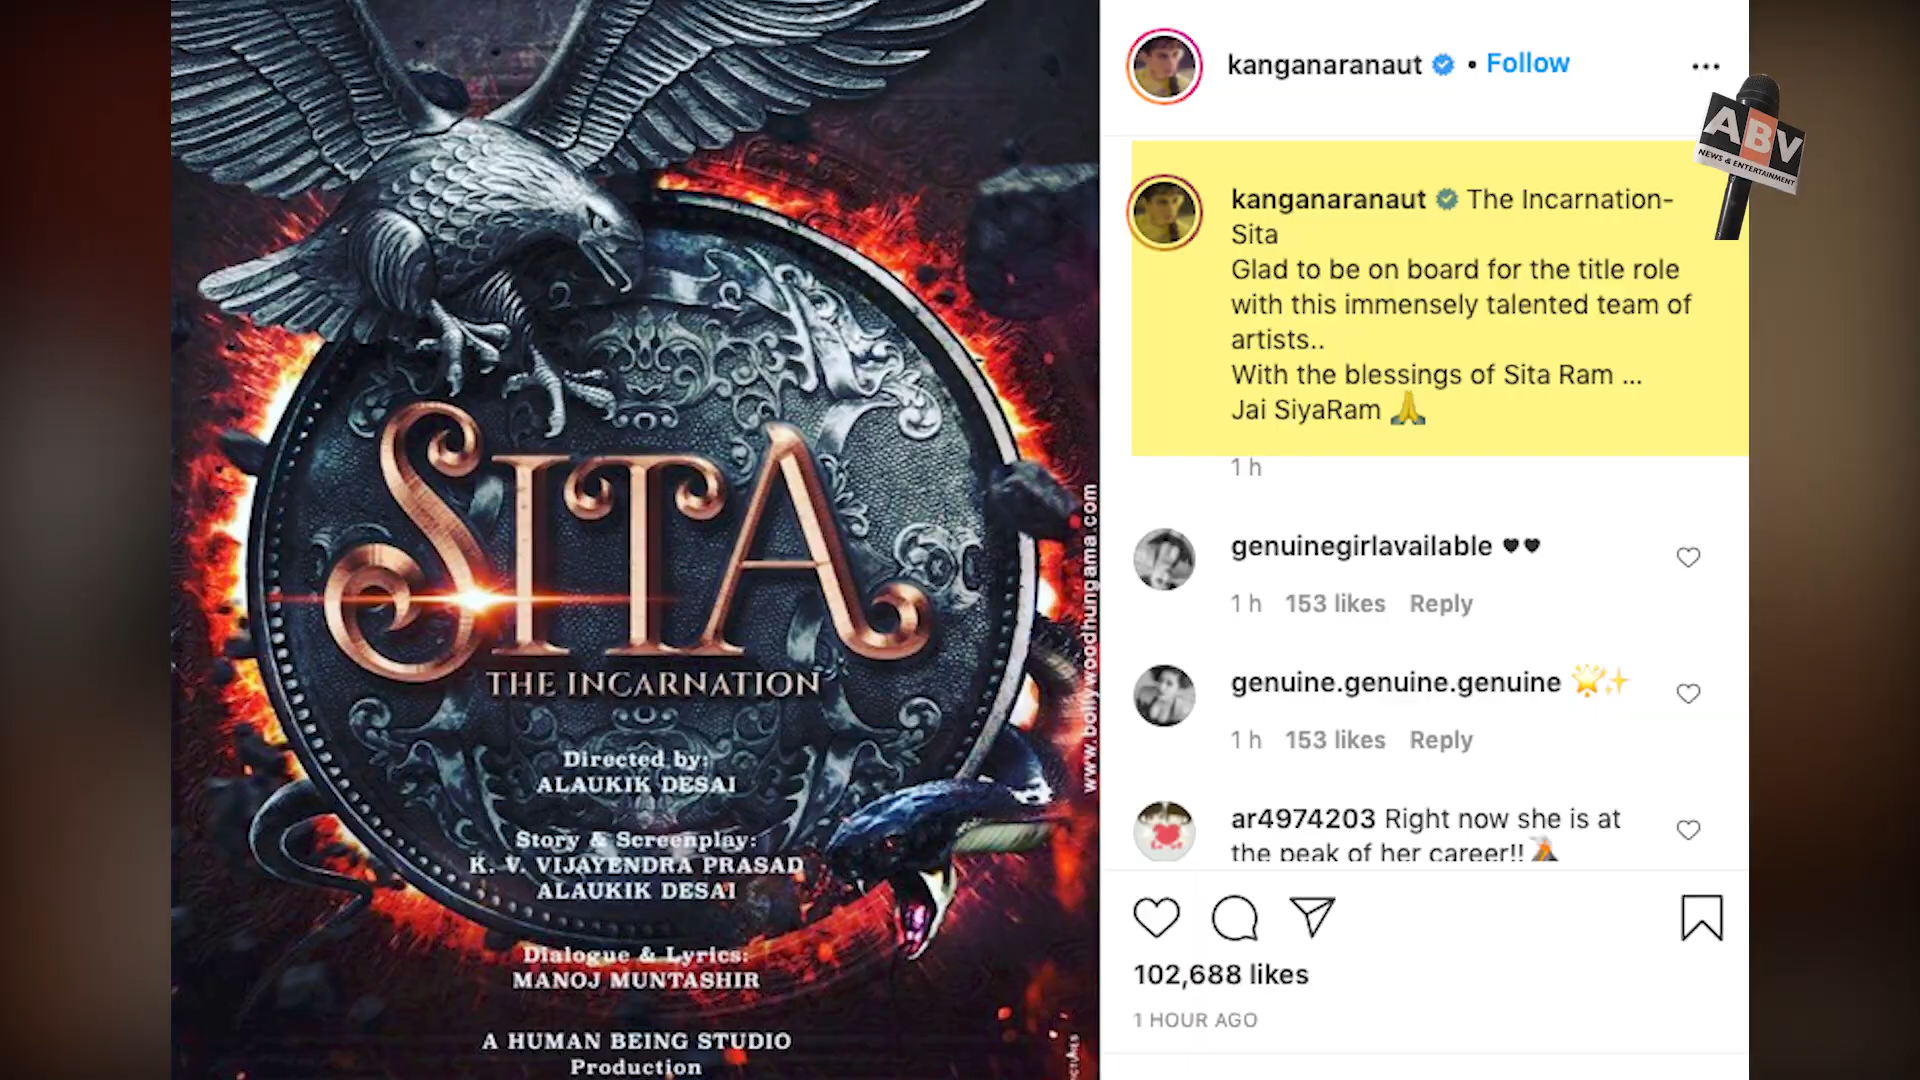 SITA
THE INCARNATION
Directed by:
ALAUKIK DESAI
Story & Screenplay:
K. V. VIJAYENDRA PRASAD
ALAUKIK DESAI
Dialogue & Lyrics:
MANOJ MUNTASHIR
A HUMAN BEING STUDIO
Production
www.bollywoodhungama.com
kanganaranaut • Follow
ABV
NEWS & ENTERTAINMENT
kanganaranaut The Incarnation-
Sita
Glad to be on board for the title role
with this immensely talented team of
artists..
With the blessings of Sita Ram ...
Jai SiyaRam 🙏
1 h
genuinegirlavailable ♥♥
1 h 153 likes Reply
genuine.genuine.genuine 🌟✨
1 h 153 likes Reply
ar4974203 Right now she is at
the peak of her career!! 🌋
102,688 likes
1 HOUR AGO